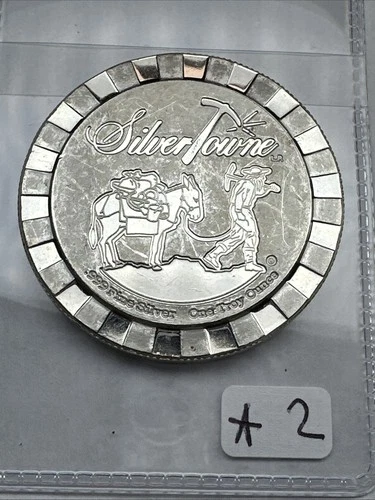 SilverTowne
.999 Fine Silver One Troy Ounce
A 2